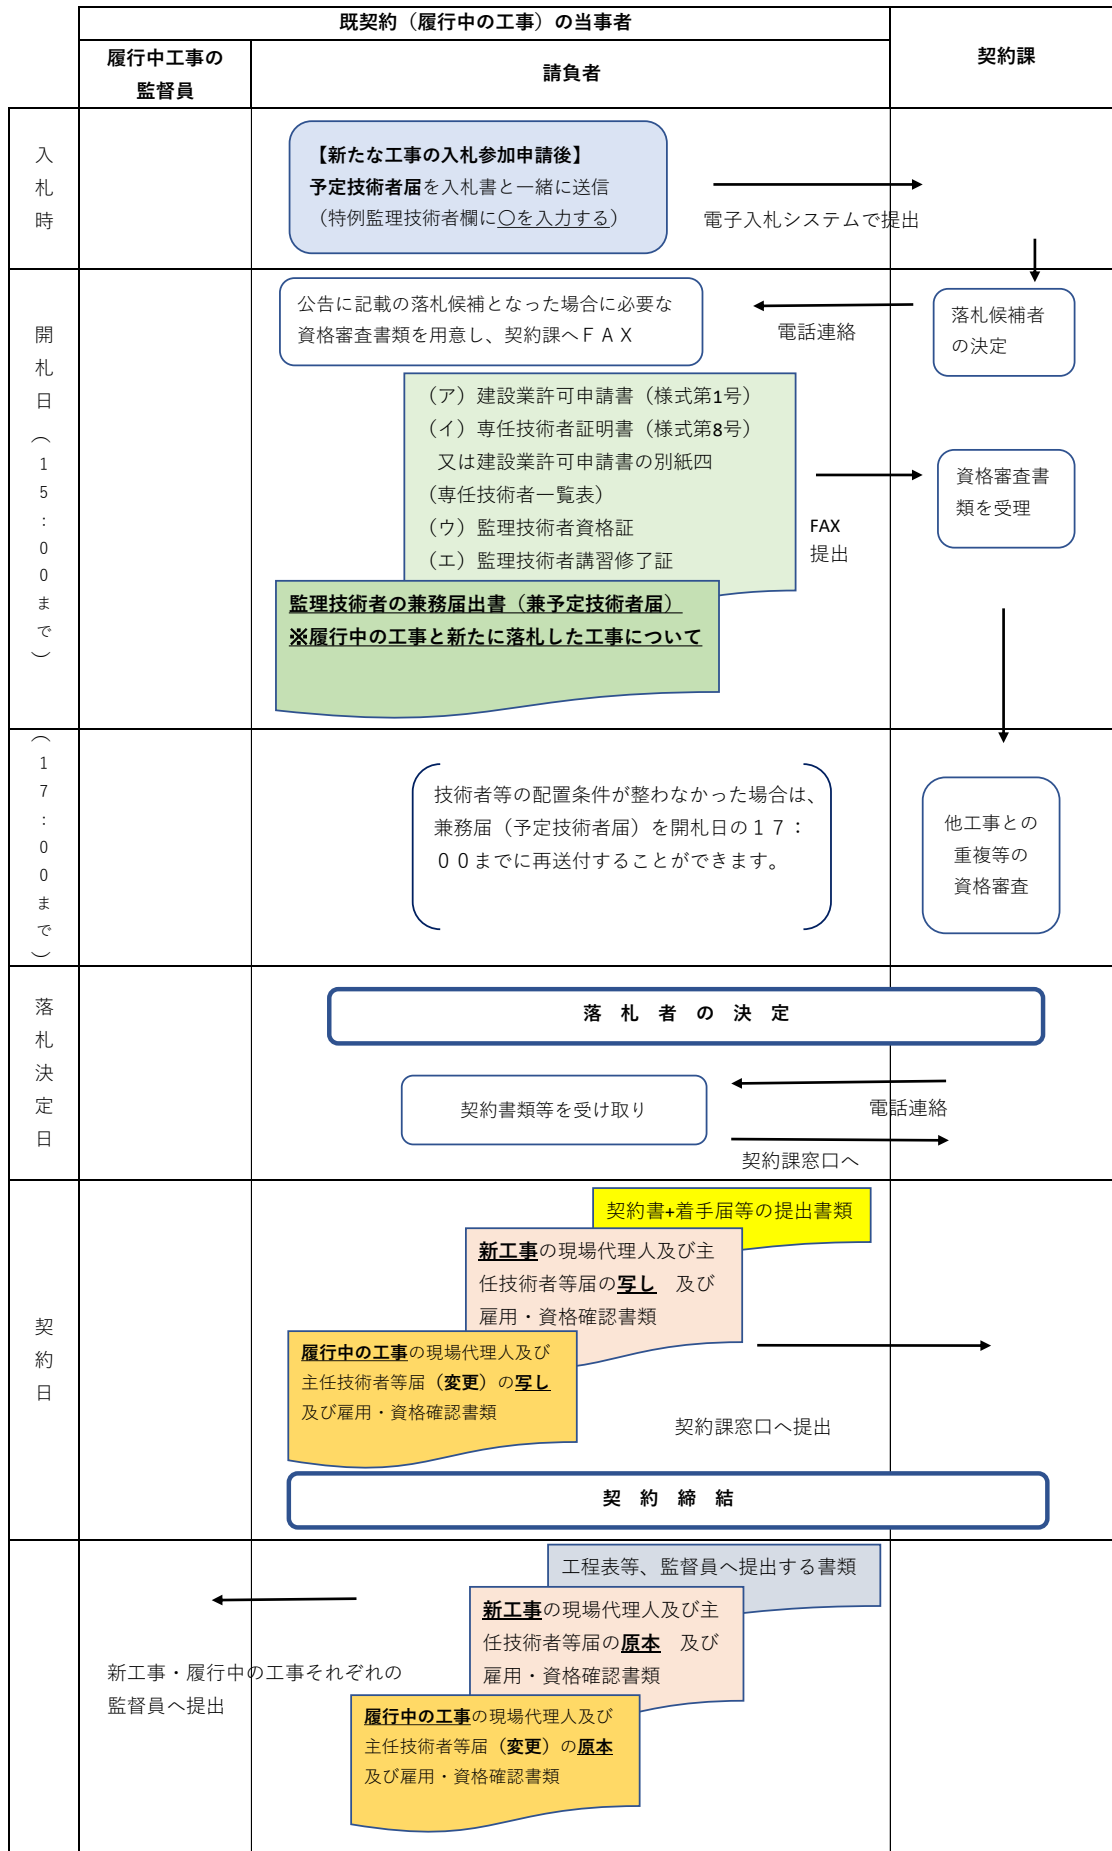 既契約（履行中の工事）の当事者
履行中工事の
監督員
請負者
契約課
入札時
【新たな工事の入札参加申請後】
予定技術者届を入札書と一緒に送信
（特例監理技術者欄に〇を入力する）
電子入札システムで提出
開札日（１５：００まで）
公告に記載の落札候補となった場合に必要な
資格審査書類を用意し、契約課へＦＡＸ
電話連絡
落札候補者
の決定
（ア）建設業許可申請書（様式第1号）
（イ）専任技術者証明書（様式第8号）
又は建設業許可申請書の別紙四
（専任技術者一覧表）
（ウ）監理技術者資格証
（エ）監理技術者講習修了証
FAX
提出
資格審査書
類を受理
監理技術者の兼務届出書（兼予定技術者届）
※履行中の工事と新たに落札した工事について
（１７：００まで）
技術者等の配置条件が整わなかった場合は、
兼務届（予定技術者届）を開札日の１７：
００までに再送付することができます。
他工事との
重複等の
資格審査
落札決定日
落　札　者　の　決　定
契約書類等を受け取り
電話連絡
契約課窓口へ
契約日
契約書+着手届等の提出書類
新工事の現場代理人及び主
任技術者等届の写し　及び
雇用・資格確認書類
履行中の工事の現場代理人及び
主任技術者等届（変更）の写し
及び雇用・資格確認書類
契約課窓口へ提出
契　約　締　結
工程表等、監督員へ提出する書類
新工事の現場代理人及び主
任技術者等届の原本　及び
雇用・資格確認書類
新工事・履行中の工事それぞれの
監督員へ提出
履行中の工事の現場代理人及び
主任技術者等届（変更）の原本
及び雇用・資格確認書類